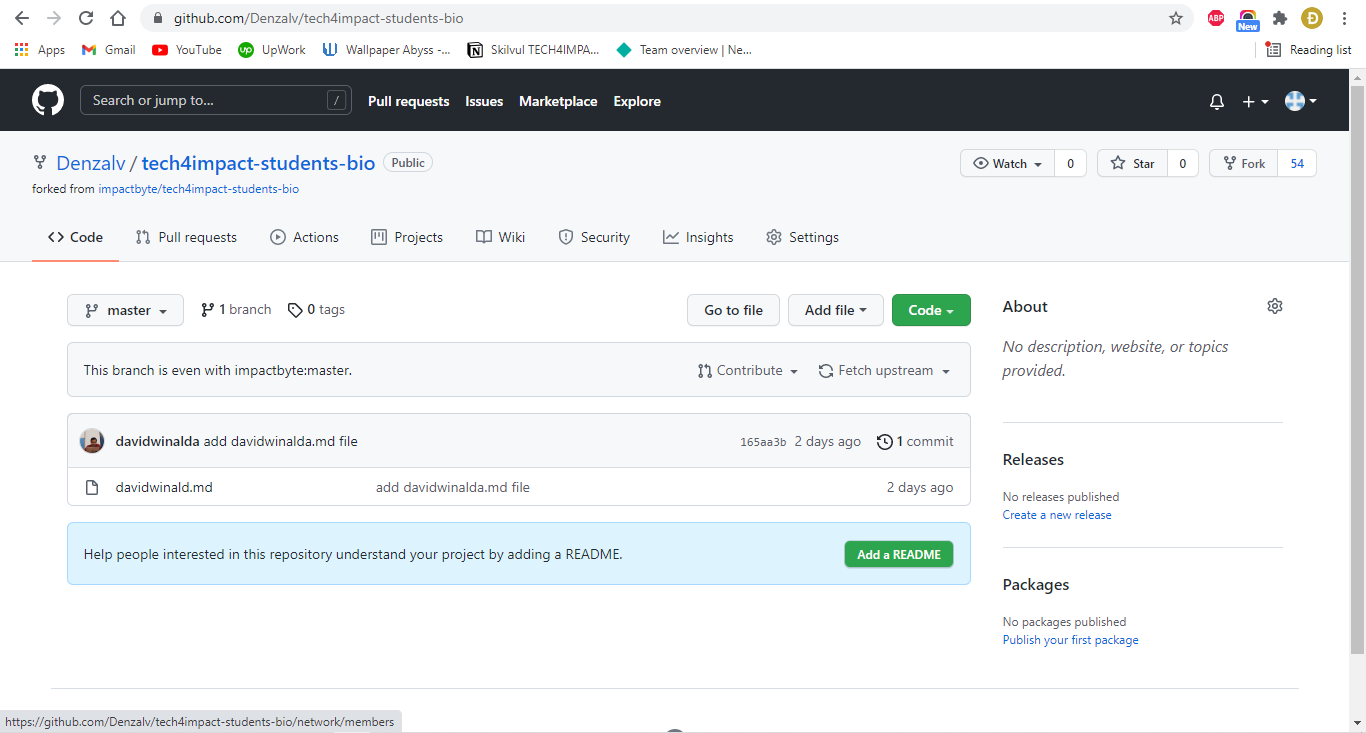 github.com/Denzalv/tech4impact-students-bio
ABP
New
Đ
Apps Gmail YouTube UpWork Wallpaper Abyss -... Skilvul TECH4IMPA... Team overview | Ne... Reading list
Search or jump to... / Pull requests Issues Marketplace Explore
Denzalv / tech4impact-students-bio Public Watch 0 Star 0 Fork 54
forked from impactbyte/tech4impact-students-bio
Code Pull requests Actions Projects Wiki Security Insights Settings
master 1 branch 0 tags Go to file Add file Code
This branch is even with impactbyte:master. Contribute Fetch upstream
davidwinalda add davidwinalda.md file 165aa3b 2 days ago 1 commit
davidwinald.md add davidwinalda.md file 2 days ago
Help people interested in this repository understand your project by adding a README. Add a README
About
No description, website, or topics
provided.
Releases
No releases published
Create a new release
Packages
No packages published
Publish your first package
https://github.com/Denzalv/tech4impact-students-bio/network/members